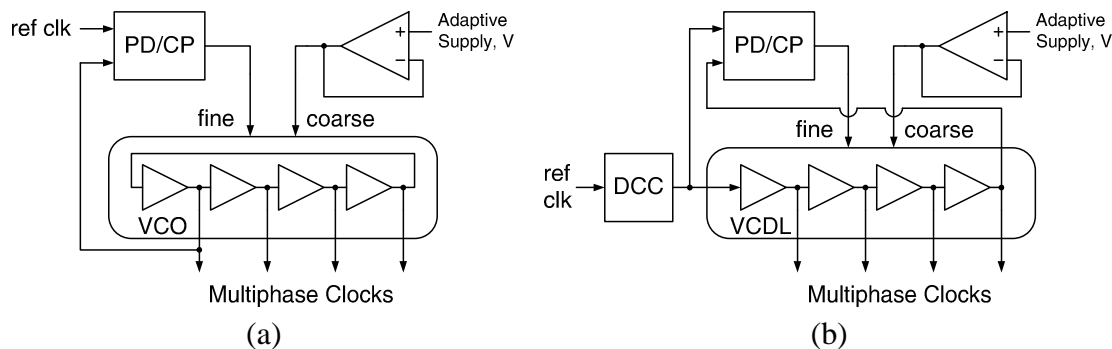 ref clk
PD/CP
+
−
Adaptive
Supply, V
fine
coarse
VCO
Multiphase Clocks
(a)
PD/CP
+
−
Adaptive
Supply, V
fine
coarse
ref
clk
DCC
VCDL
Multiphase Clocks
(b)